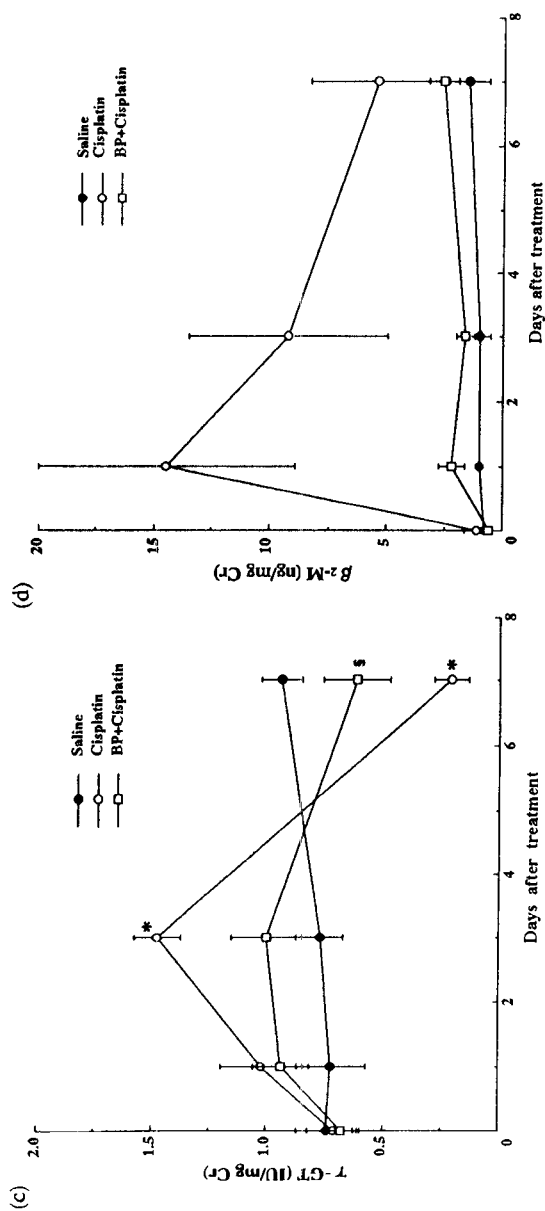 (c)
2.0
1.5
1.0
0.5
0
γ-GT (IU/mg Cr)
Saline
Cisplatin
BP+Cisplatin
*
s
*
0 2 4 6 8
Days after treatment
(d)
20
15
10
5
0
β2-M (ng/mg Cr)
Saline
Cisplatin
BP+Cisplatin
0 2 4 6 8
Days after treatment